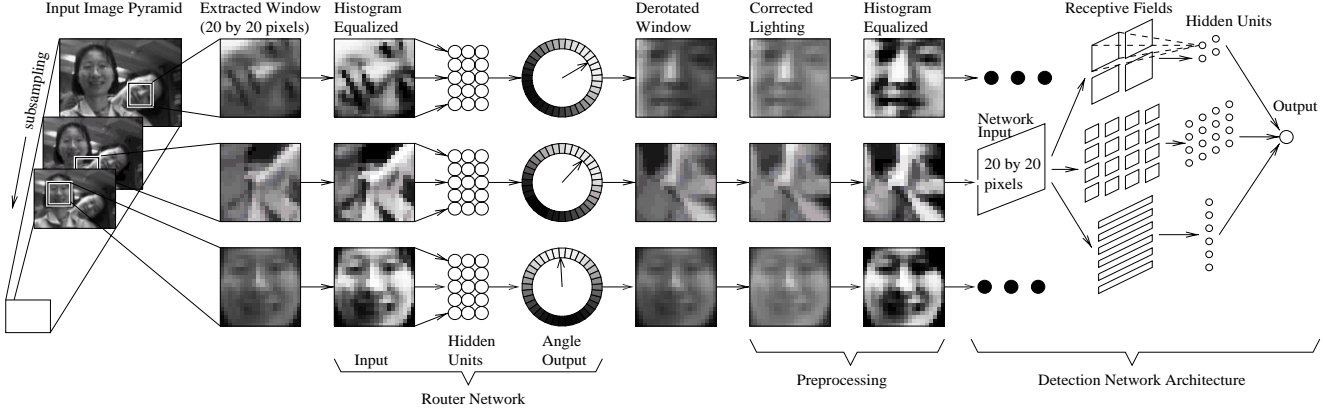 Input Image Pyramid
Extracted Window
(20 by 20 pixels)
Histogram
Equalized
Derotated
Window
Corrected
Lighting
Histogram
Equalized
Receptive Fields
Hidden Units
subsampling
Network
Input
20 by 20
pixels
Output
Input
Hidden
Units
Angle
Output
Router Network
Preprocessing
Detection Network Architecture